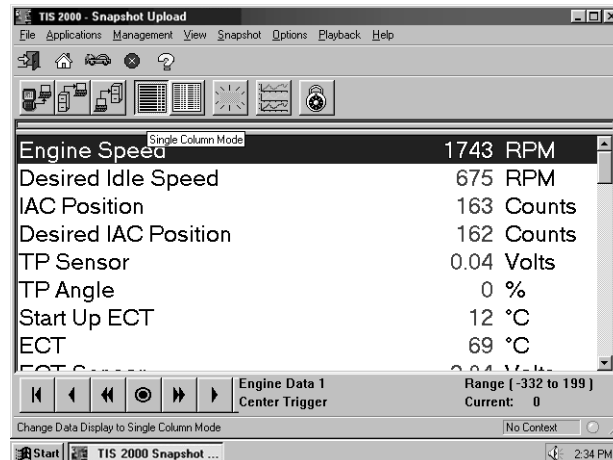 TIS 2000 - Snapshot Upload
File Applications Management View Snapshot Options Playback Help
Single Column Mode
Engine Speed 1743 RPM
Desired Idle Speed 675 RPM
IAC Position 163 Counts
Desired IAC Position 162 Counts
TP Sensor 0.04 Volts
TP Angle 0 %
Start Up ECT 12 °C
ECT 69 °C
Engine Data 1 Range ( -332 to 199 )
Center Trigger Current: 0
Change Data Display to Single Column Mode No Context
Start TIS 2000 Snapshot ... 2:34 PM